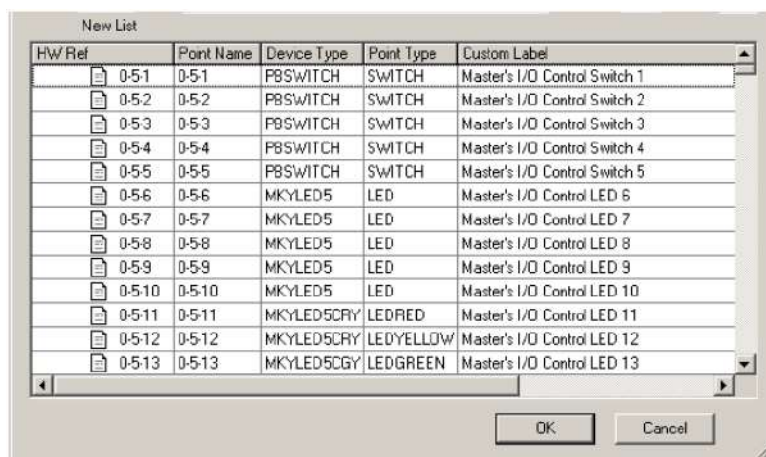 New List
HW Ref Point Name Device Type Point Type Custom Label
0-5-1 0-5-1 PBSWITCH SWITCH Master's I/O Control Switch 1
0-5-2 0-5-2 PBSWITCH SWITCH Master's I/O Control Switch 2
0-5-3 0-5-3 PBSWITCH SWITCH Master's I/O Control Switch 3
0-5-4 0-5-4 PBSWITCH SWITCH Master's I/O Control Switch 4
0-5-5 0-5-5 PBSWITCH SWITCH Master's I/O Control Switch 5
0-5-6 0-5-6 MKYLED5 LED Master's I/O Control LED 6
0-5-7 0-5-7 MKYLED5 LED Master's I/O Control LED 7
0-5-8 0-5-8 MKYLED5 LED Master's I/O Control LED 8
0-5-9 0-5-9 MKYLED5 LED Master's I/O Control LED 9
0-5-10 0-5-10 MKYLED5 LED Master's I/O Control LED 10
0-5-11 0-5-11 MKYLED5CRY LEDRED Master's I/O Control LED 11
0-5-12 0-5-12 MKYLED5CRY LEDYELLOW Master's I/O Control LED 12
0-5-13 0-5-13 MKYLED5CGY LEDGREEN Master's I/O Control LED 13
OK Cancel